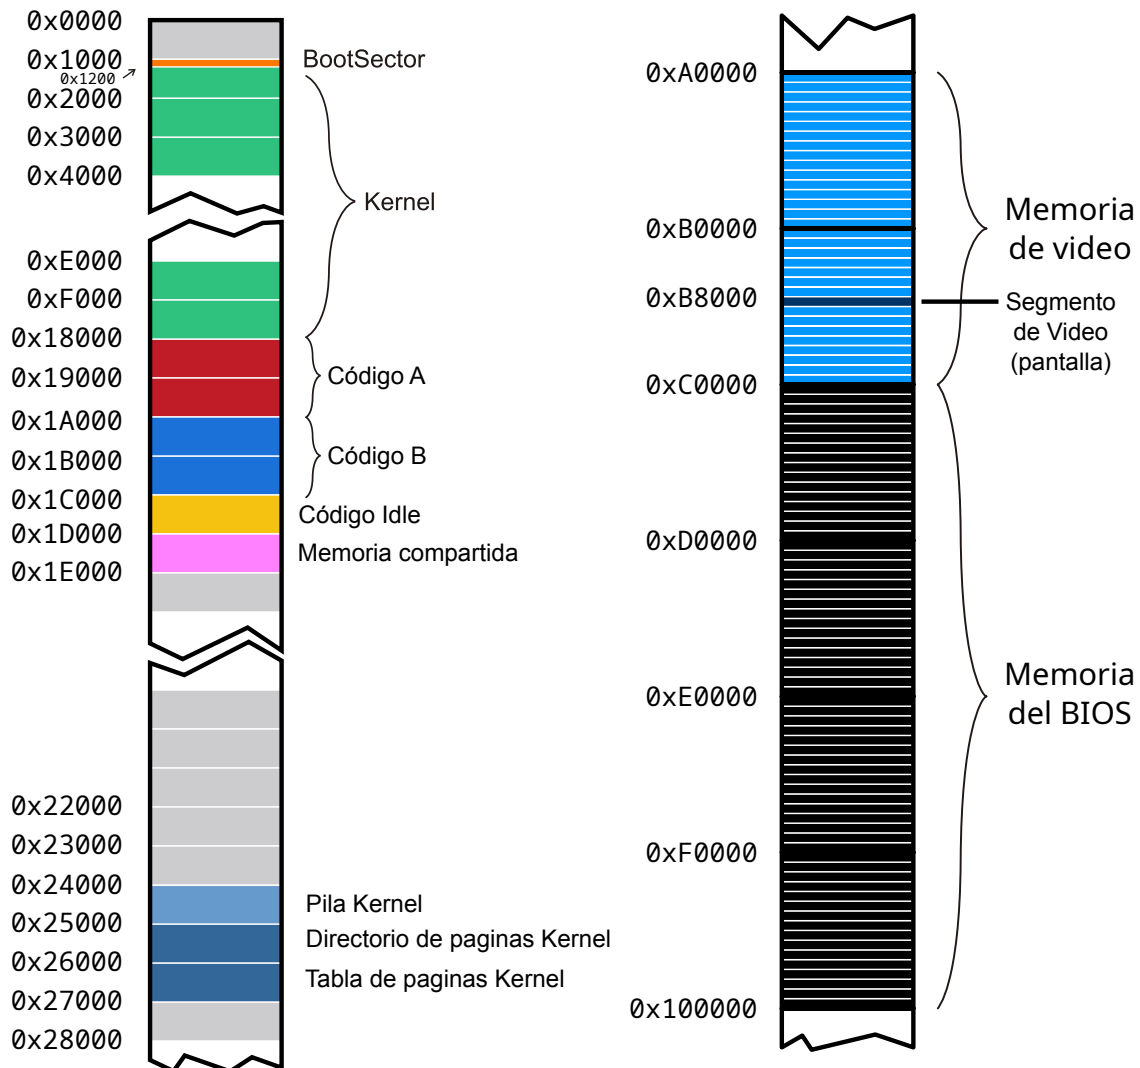 0x0000
0x1000
BootSector
0x1200
0x2000
0x3000
0x4000
Kernel
0xE000
0xF000
0x18000
0x19000
Código A
0x1A000
0x1B000
Código B
0x1C000
Código Idle
0x1D000
Memoria compartida
0x1E000
0x22000
0x23000
0x24000
Pila Kernel
0x25000
Directorio de paginas Kernel
0x26000
Tabla de paginas Kernel
0x27000
0x28000
0xA0000
Memoria
de video
0xB0000
0xB8000
Segmento
de Video
(pantalla)
0xC0000
0xD0000
0xE0000
Memoria
del BIOS
0xF0000
0x100000